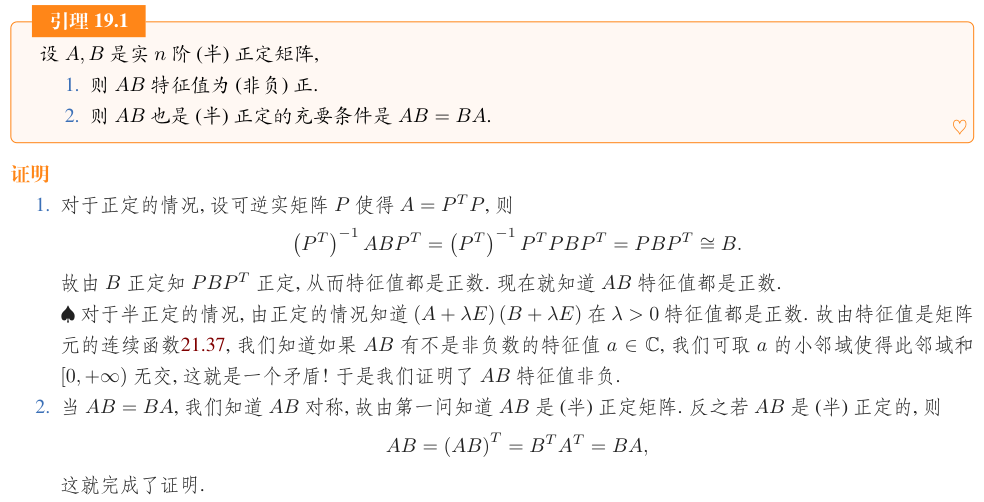 引理 19.1
设 A, B 是实 n 阶 (半) 正定矩阵,
1. 则 AB 特征值为 (非负) 正.
2. 则 AB 也是 (半) 正定的充要条件是 AB = BA.
♡
证明
1. 对于正定的情况, 设可逆实矩阵 P 使得 A = P^T P, 则
(P^T)^{-1} ABP^T = (P^T)^{-1} P^T PBP^T = PBP^T ≅ B.
故由 B 正定知 PBP^T 正定, 从而特征值都是正数. 现在就知道 AB 特征值都是正数.
♠ 对于半正定的情况, 由正定的情况知道 (A + λE) (B + λE) 在 λ > 0 特征值都是正数. 故由特征值是矩阵
元的连续函数21.37, 我们知道如果 AB 有不是非负数的特征值 a ∈ ℂ, 我们可取 a 的小邻域使得此邻域和
[0, +∞) 无交, 这就是一个矛盾! 于是我们证明了 AB 特征值非负.
2. 当 AB = BA, 我们知道 AB 对称, 故由第一问知道 AB 是 (半) 正定矩阵. 反之若 AB 是 (半) 正定的, 则
AB = (AB)^T = B^T A^T = BA,
这就完成了证明.